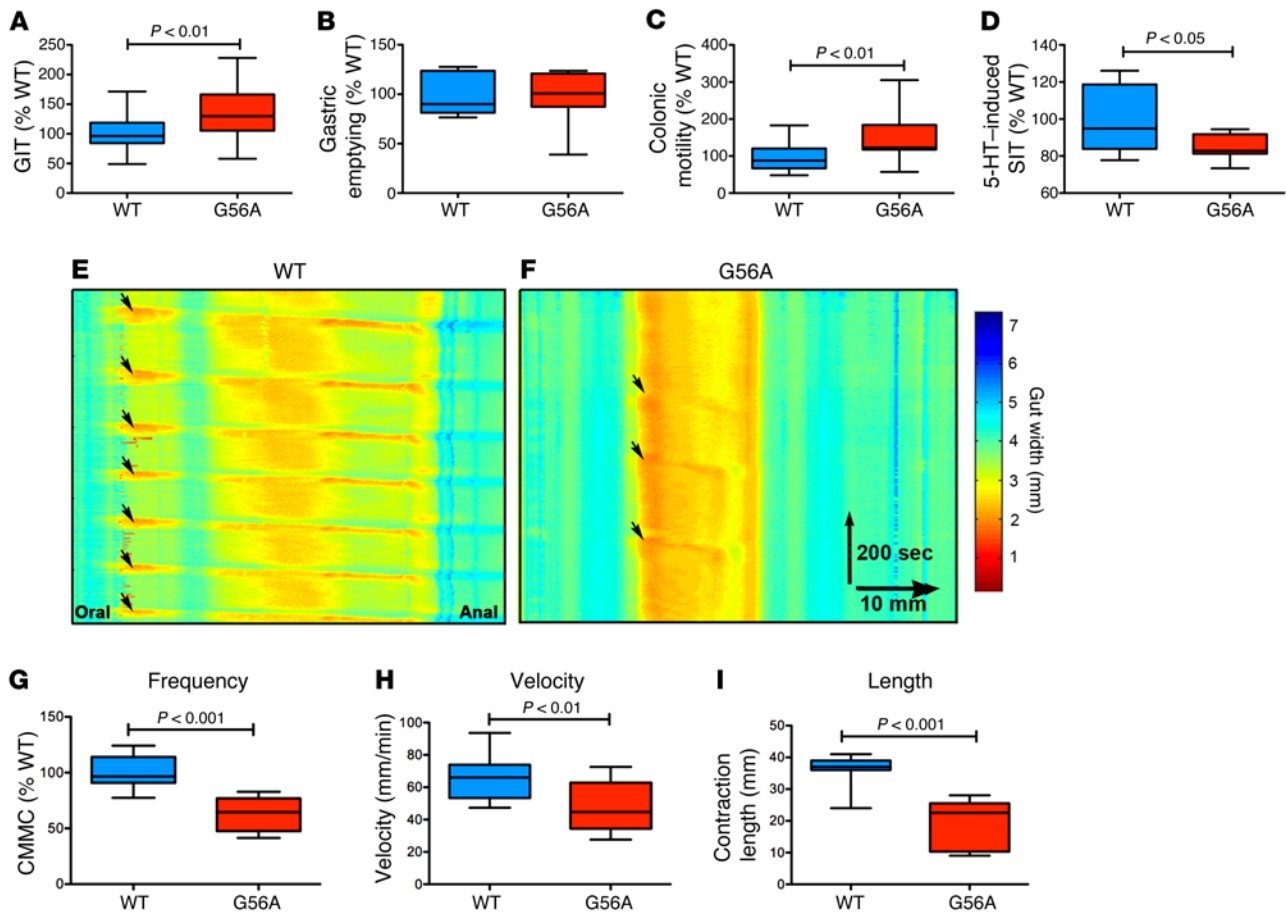 A
P < 0.01
GIT (% WT)
250
200
150
100
50
0
WT
G56A
B
Gastric
emptying (% WT)
150
100
50
0
WT
G56A
C
P < 0.01
Colonic
motility (% WT)
400
300
200
100
0
WT
G56A
D
P < 0.05
5-HT–induced
SIT (% WT)
140
120
100
80
60
WT
G56A
E
WT
Oral
Anal
F
G56A
200 sec
10 mm
7
6
5
4
3
2
1
Gut width (mm)
G
Frequency
P < 0.001
CMMC (% WT)
150
100
50
0
WT
G56A
H
Velocity
P < 0.01
Velocity (mm/min)
100
80
60
40
20
0
WT
G56A
I
Length
P < 0.001
Contraction
length (mm)
50
40
30
20
10
0
WT
G56A